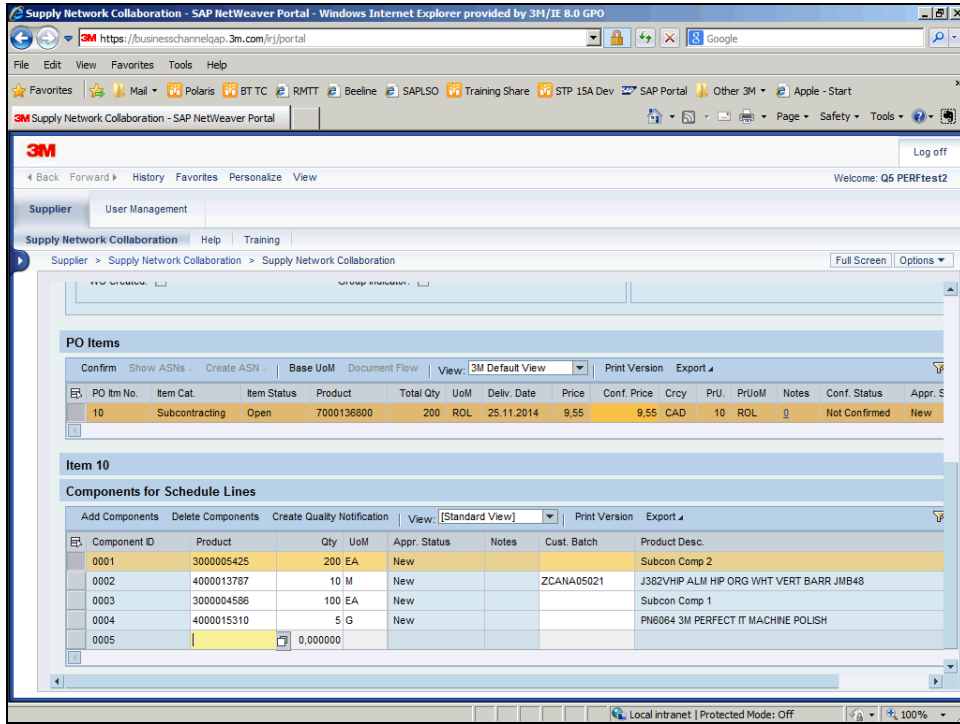 Supply Network Collaboration - SAP NetWeaver Portal - Windows Internet Explorer provided by 3M/IE 8.0 GPO
3M https://businesschannelqap.3m.com/irj/portal Google
File Edit View Favorites Tools Help
Favorites Mail Polaris BT TC RMTT Beeline SAPLSO Training Share STP 15A Dev SAP Portal Other 3M Apple - Start
3M Supply Network Collaboration - SAP NetWeaver Portal Page Safety Tools
3M Log off
Back Forward History Favorites Personalize View Welcome: Q5 PERFtest2
Supplier User Management
Supply Network Collaboration Help Training
Supplier > Supply Network Collaboration > Supply Network Collaboration Full Screen Options
WO Created: Group Indicator:
PO Items
Confirm Show ASNs Create ASN Base UoM Document Flow View: 3M Default View Print Version Export
PO Itm No. Item Cat. Item Status Product Total Qty UoM Deliv. Date Price Conf. Price Crcy PrU. PrUoM Notes Conf. Status Appr. S
10 Subcontracting Open 7000136800 200 ROL 25.11.2014 9,55 9,55 CAD 10 ROL 0 Not Confirmed New
Item 10
Components for Schedule Lines
Add Components Delete Components Create Quality Notification View: [Standard View] Print Version Export
Component ID Product Qty UoM Appr. Status Notes Cust. Batch Product Desc.
0001 3000005425 200 EA New Subcon Comp 2
0002 4000013787 10 M New ZCANA05021 J382VHIP ALM HIP ORG WHT VERT BARR JMB48
0003 3000004586 100 EA New Subcon Comp 1
0004 4000015310 5 G New PN6064 3M PERFECT IT MACHINE POLISH
0005 0,000000
Local intranet | Protected Mode: Off 100%